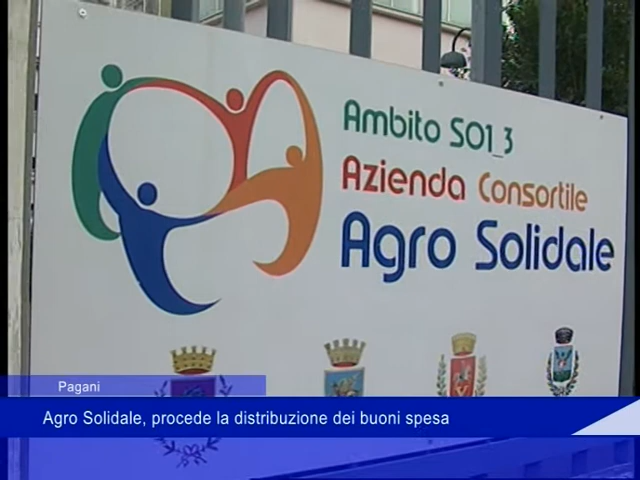 Ambito S01_3
Azienda Consortile
Agro Solidale
Pagani
Agro Solidale, procede la distribuzione dei buoni spesa